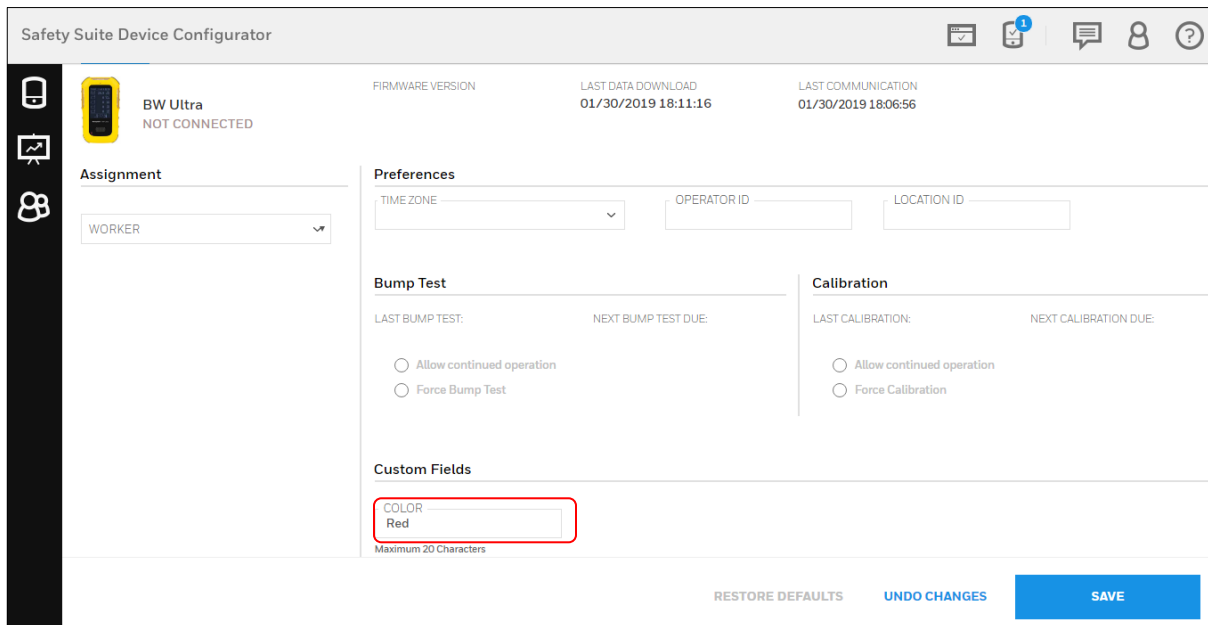 Safety Suite Device Configurator
1
?
BW Ultra
NOT CONNECTED
FIRMWARE VERSION
LAST DATA DOWNLOAD
01/30/2019 18:11:16
LAST COMMUNICATION
01/30/2019 18:06:56
Assignment
WORKER
Preferences
TIME ZONE
OPERATOR ID
LOCATION ID
Bump Test
LAST BUMP TEST:
NEXT BUMP TEST DUE:
Allow continued operation
Force Bump Test
Calibration
LAST CALIBRATION:
NEXT CALIBRATION DUE:
Allow continued operation
Force Calibration
Custom Fields
COLOR
Red
Maximum 20 Characters
RESTORE DEFAULTS
UNDO CHANGES
SAVE